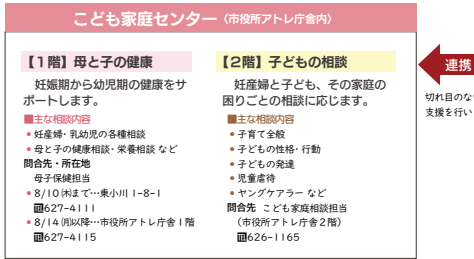 こども家庭センター〈市役所アトレ庁舎内〉
【1階】母と子の健康
妊娠期から幼児期の健康をサ
ポートします。
■主な相談内容
• 妊産婦・乳幼児の各種相談
• 母と子の健康相談・栄養相談 など
問合先・所在地
母子保健担当
• 8/10㈭まで…東小川1-8-1
☎627-4111
• 8/14㈪以降…市役所アトレ庁舎1階
☎627-4115
【2階】子どもの相談
妊産婦と子ども、その家庭の
困りごとの相談に応じます。
■主な相談内容
• 子育て全般
• 子どもの性格・行動
• 子どもの発達
• 児童虐待
• ヤングケアラー など
問合先 こども家庭相談担当
（市役所アトレ庁舎2階）
☎626-1165
連携
切れ目のな
支援を行い